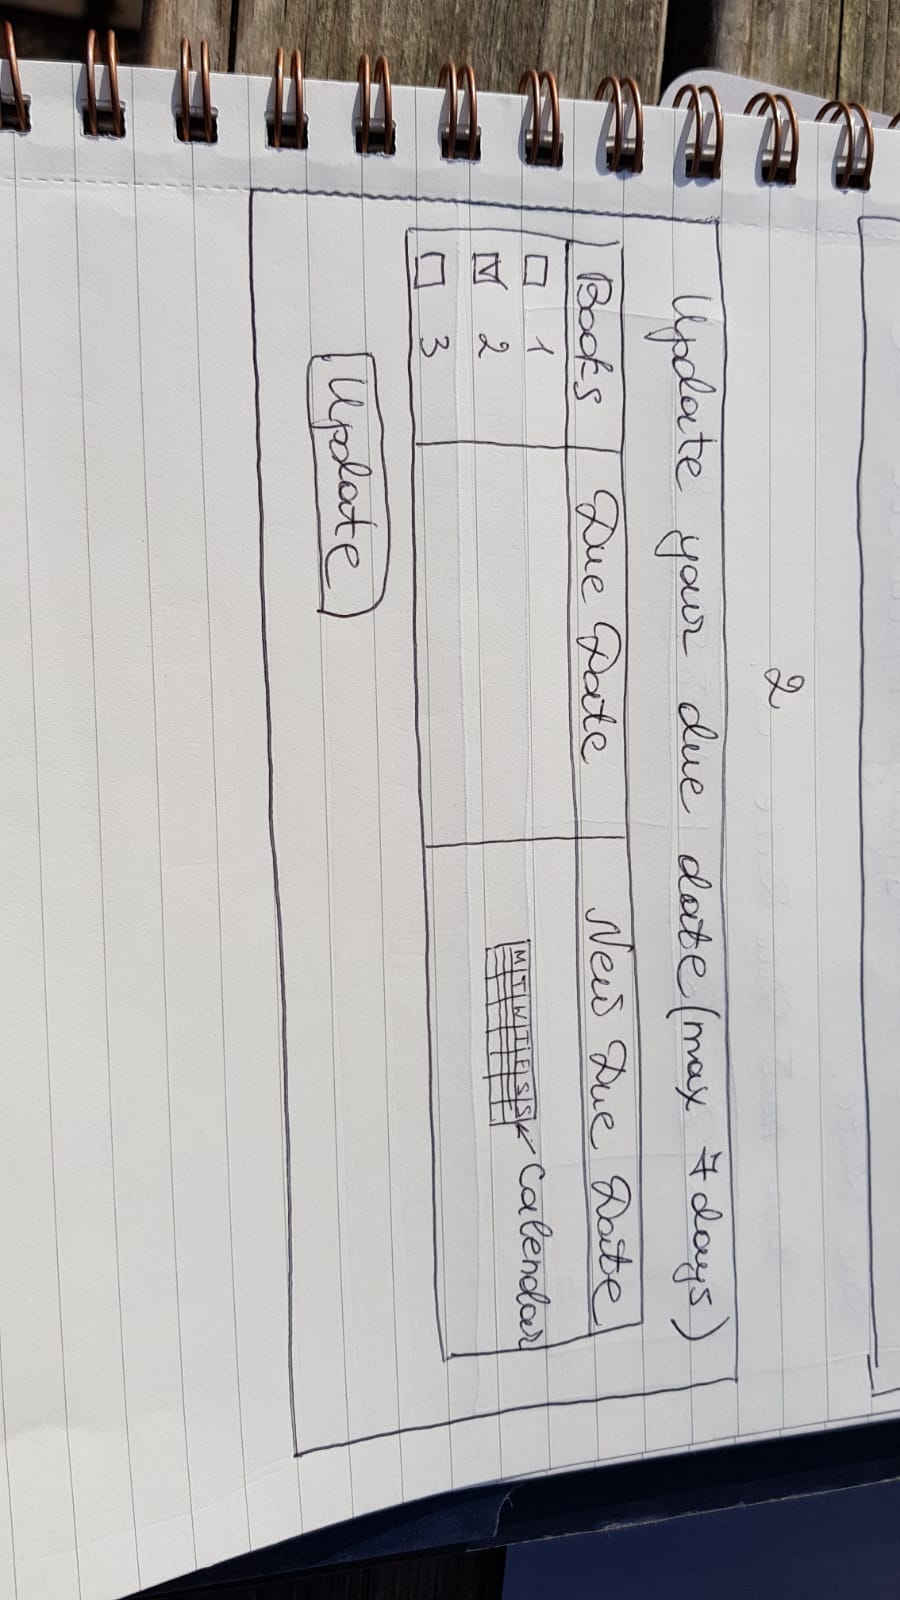 2
Update your due date (max 7 days)
Books Due Date New Due Date
1
2 M T W T F S S Calendar
3
Update